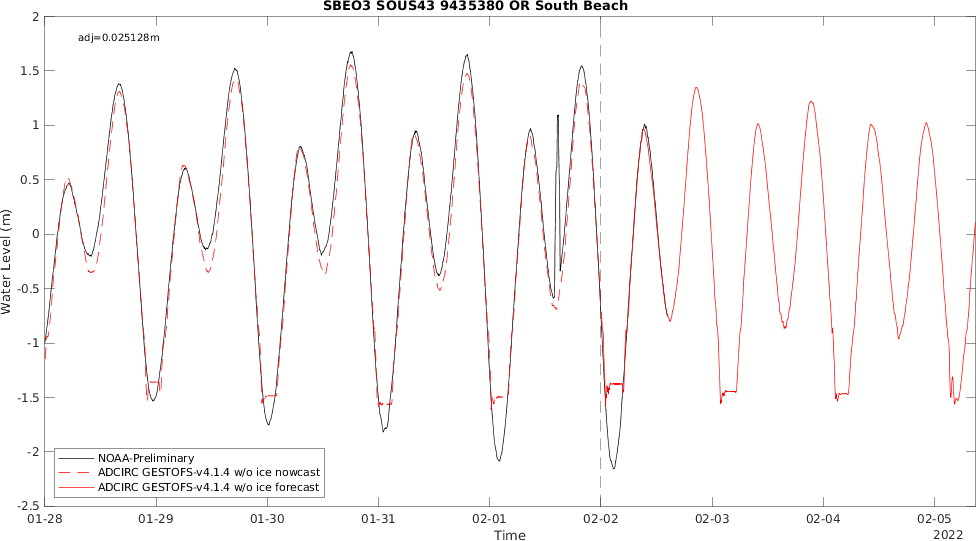 SBEO3 SOUS43 9435380 OR South Beach
adj=0.025128m
Water Level (m)
2
1.5
1
0.5
0
-0.5
-1
-1.5
-2
-2.5
NOAA-Preliminary
ADCIRC GESTOFS-v4.1.4 w/o ice nowcast
ADCIRC GESTOFS-v4.1.4 w/o ice forecast
01-28 01-29 01-30 01-31 02-01 02-02 02-03 02-04 02-05
Time
2022